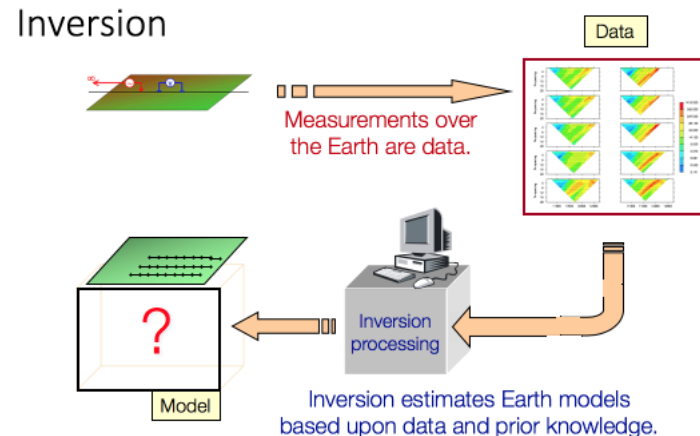 Inversion
Data
Measurements over
the Earth are data.
Inversion
processing
?
Model
Inversion estimates Earth models
based upon data and prior knowledge.